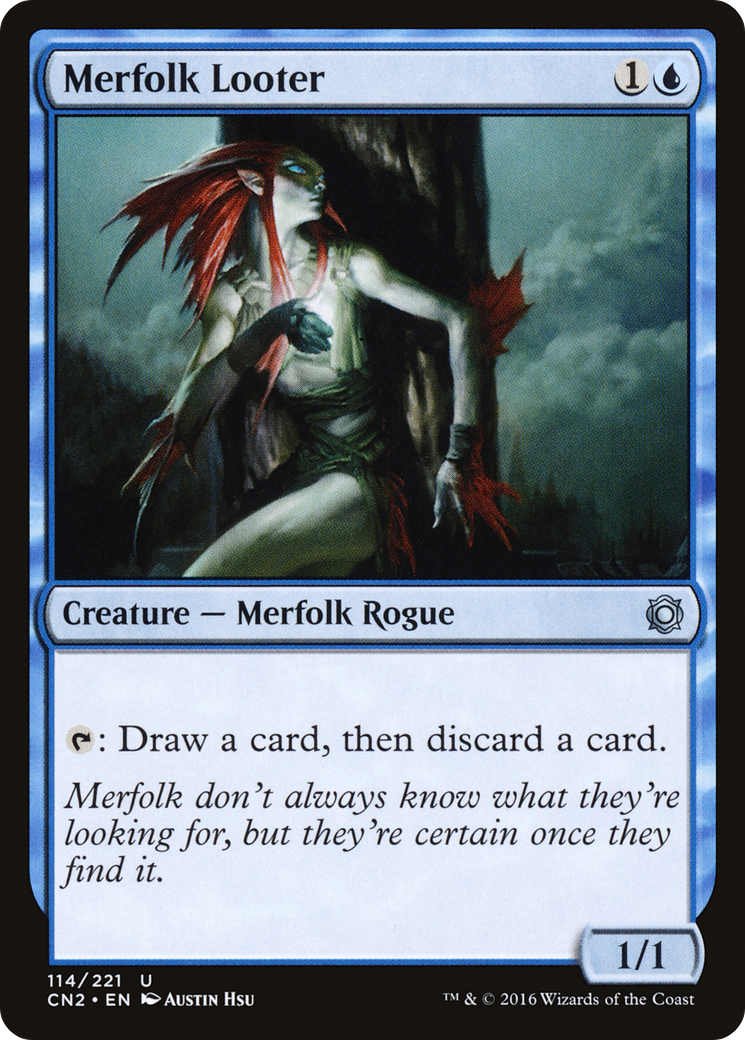 Merfolk Looter 1
Creature — Merfolk Rogue
: Draw a card, then discard a card.
Merfolk don't always know what they're
looking for, but they're certain once they
find it.
1/1
114/221 U
CN2 • EN Austin Hsu
™ & © 2016 Wizards of the Coast